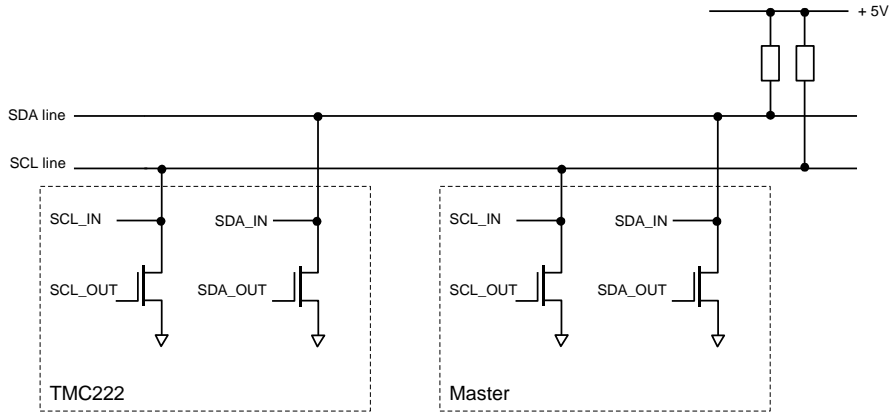 + 5V
SDA line
SCL line
SCL_IN
SDA_IN
SCL_IN
SDA_IN
SCL_OUT
SDA_OUT
SCL_OUT
SDA_OUT
TMC222
Master